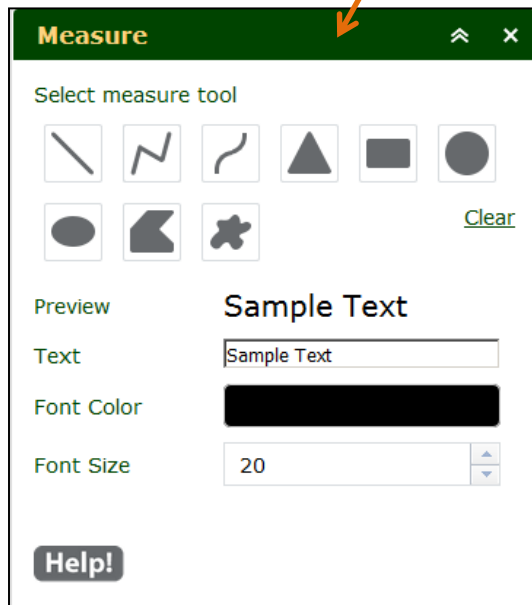 Measure
Select measure tool
Clear
Preview Sample Text
Text Sample Text
Font Color
Font Size 20
Help!